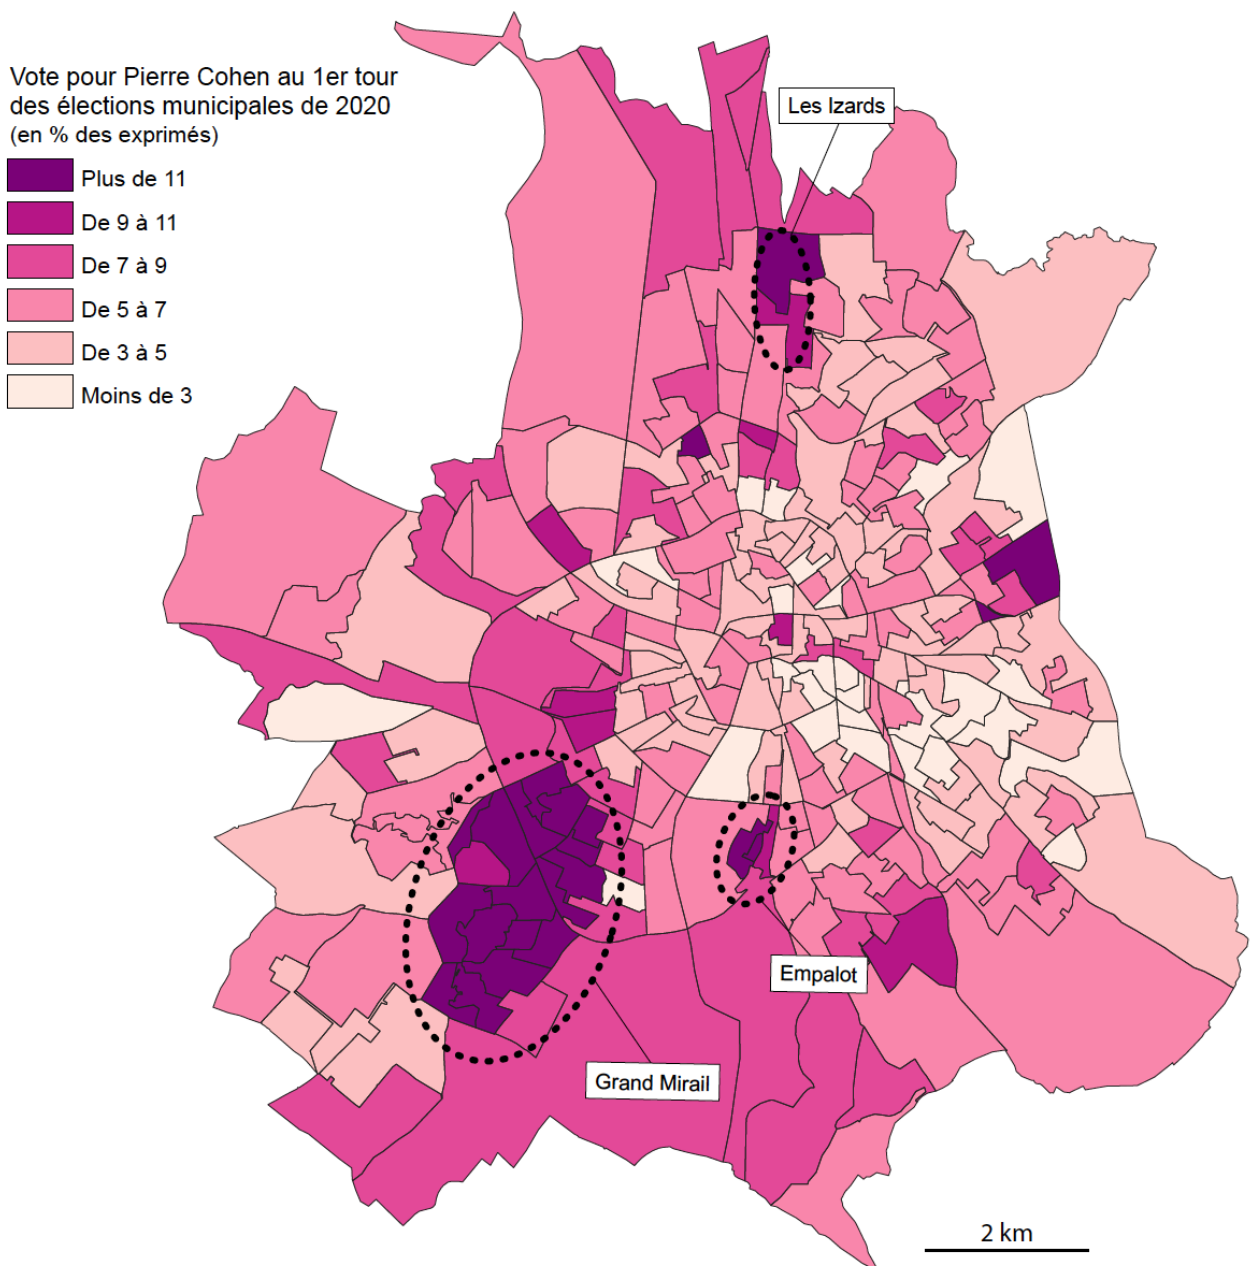 Vote pour Pierre Cohen au 1er tour
des élections municipales de 2020
(en % des exprimés)
Plus de 11
De 9 à 11
De 7 à 9
De 5 à 7
De 3 à 5
Moins de 3
Les Izards
Empalot
Grand Mirail
2 km